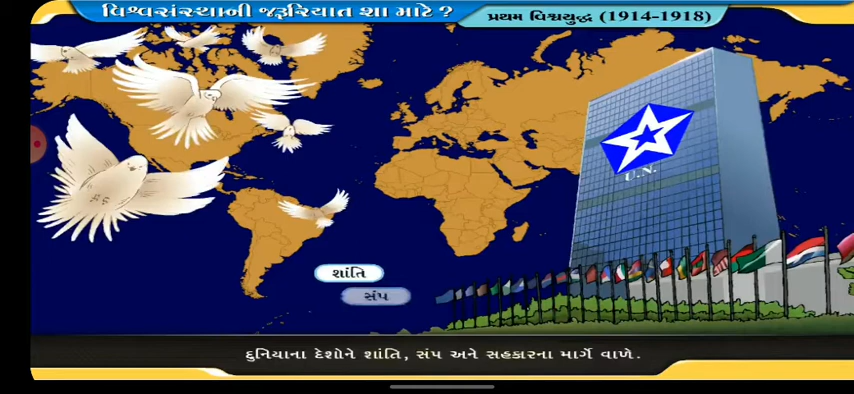 વિશ્વસંસ્થાની જરૂરિયાત શા માટે ?
પ્રથમ વિશ્વયુદ્ધ (1914-1918)
U.N.
શાંતિ
સંપ
દુનિયાના દેશોને શાંતિ, સંપ અને સહકારના માર્ગે વાળે.